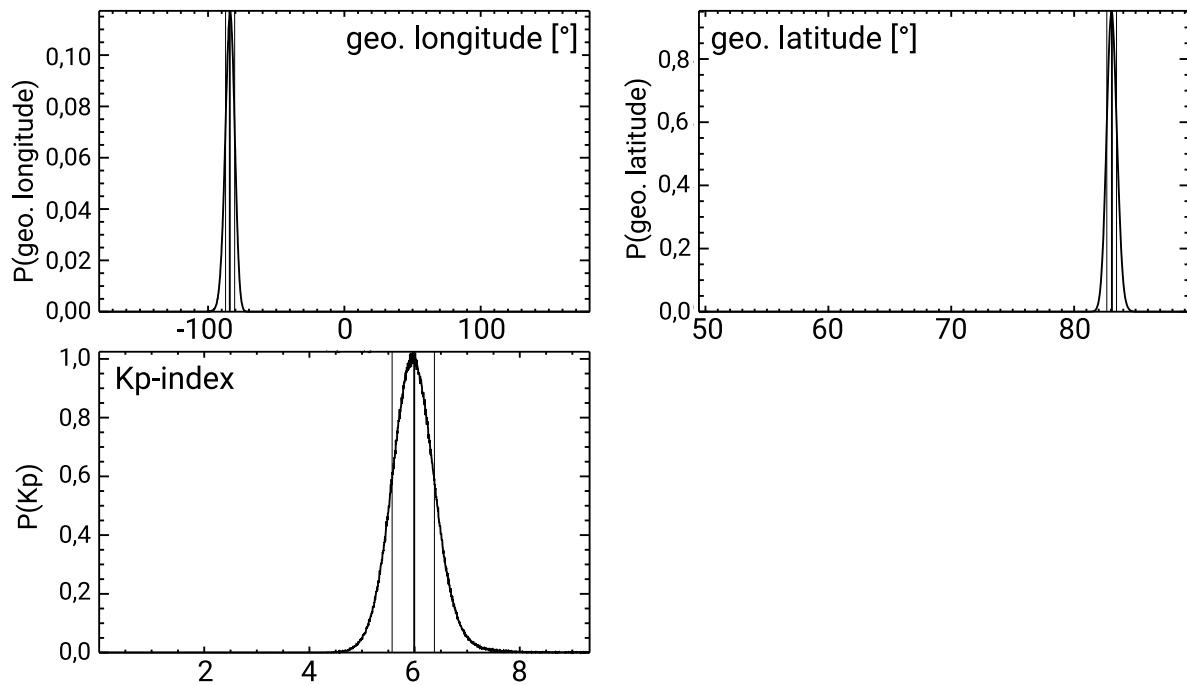 geo. longitude [°]
P(geo. longitude)
0,10
0,08
0,06
0,04
0,02
0,00
-100 0 100
geo. latitude [°]
P(geo. latitude)
0,8
0,6
0,4
0,2
0,0
50 60 70 80
Kp-index
P(Kp)
1,0
0,8
0,6
0,4
0,2
0,0
2 4 6 8